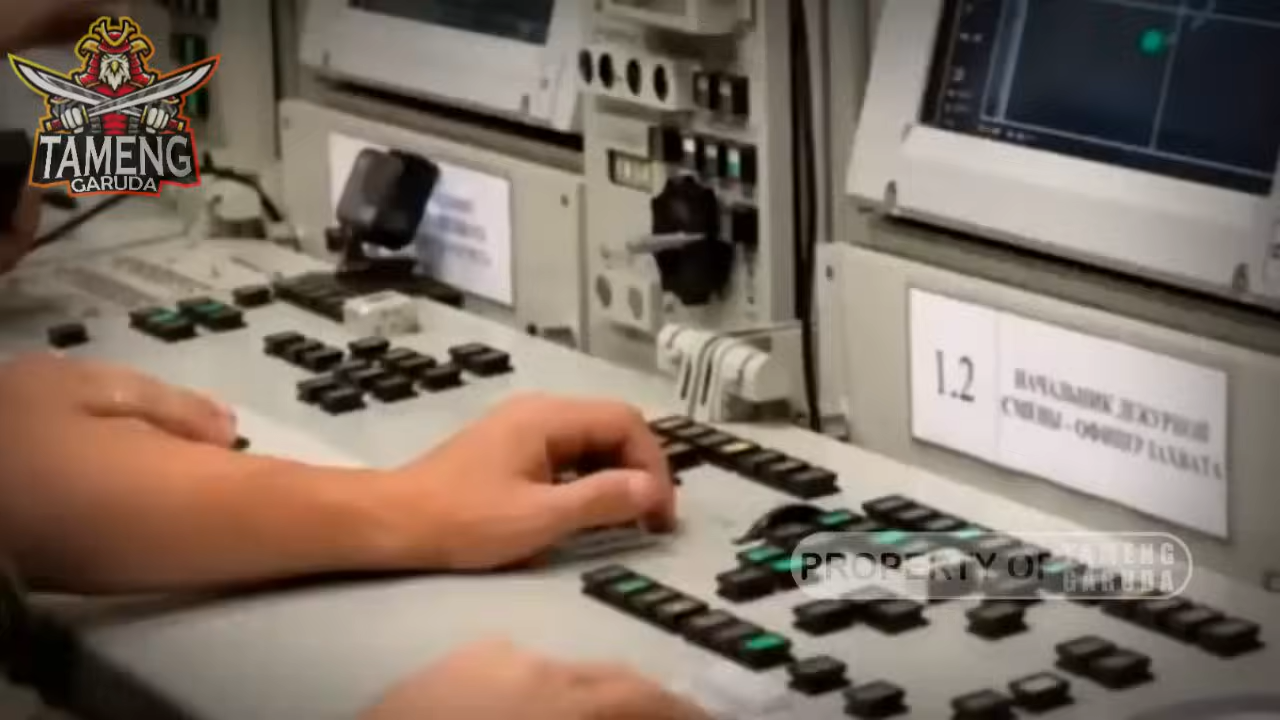 TAMENG
GARUDA
1.2
НАЧАЛЬНИК ДЕЖУРНОЙ
СМЕНЫ - ОФИЦЕР ЗАХВАТА
PROPERTY OF TAMENG
GARUDA